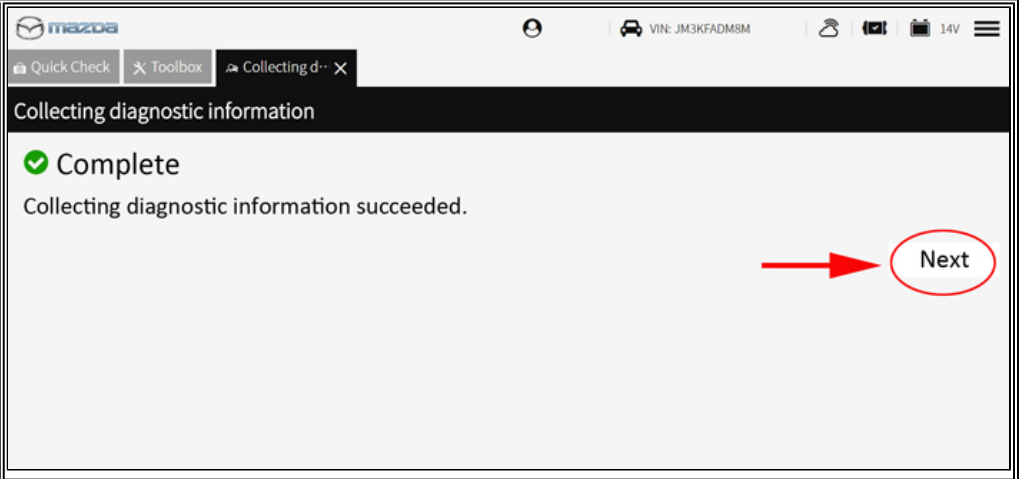 mazda VIN: JM3KFADM8M 14V
Quick Check Toolbox Collecting d··
Collecting diagnostic information
Complete
Collecting diagnostic information succeeded.
Next